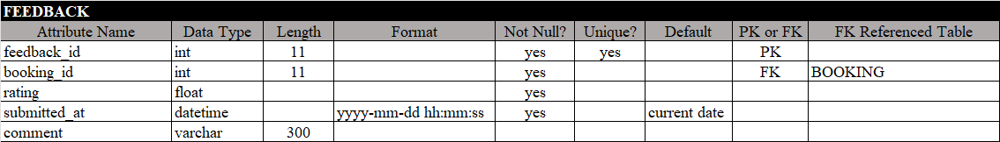 FEEDBACK
Attribute Name Data Type Length Format Not Null? Unique? Default PK or FK FK Referenced Table
feedback_id int 11 yes yes PK
booking_id int 11 yes FK BOOKING
rating float yes
submitted_at datetime yyyy-mm-dd hh:mm:ss yes current date
comment varchar 300